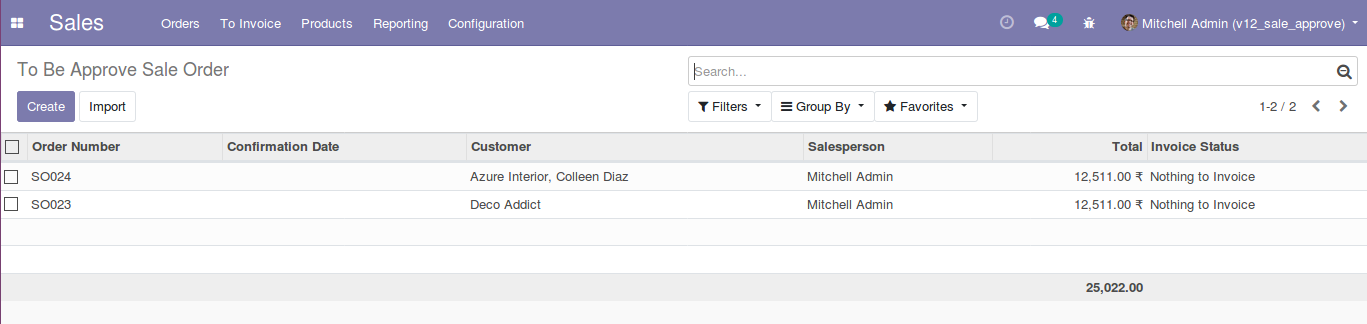 Sales Orders To Invoice Products Reporting Configuration 4 Mitchell Admin (v12_sale_approve)
To Be Approve Sale Order Search...
Create Import Filters Group By Favorites 1-2 / 2
Order Number Confirmation Date Customer Salesperson Total Invoice Status
SO024 Azure Interior, Colleen Diaz Mitchell Admin 12,511.00 ₹ Nothing to Invoice
SO023 Deco Addict Mitchell Admin 12,511.00 ₹ Nothing to Invoice
25,022.00